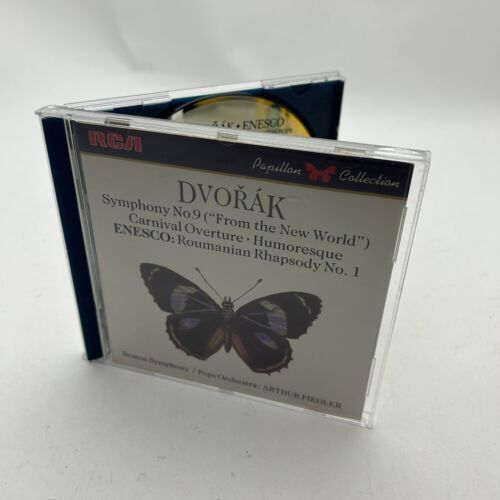 ŘÁK • ENESCO
RCA
Papillon Collection
DVOŘÁK
Symphony No.9 ("From the New World")
Carnival Overture · Humoresque
ENESCO: Roumanian Rhapsody No. 1
Boston Symphony / Pops Orchestra / ARTHUR FIEDLER